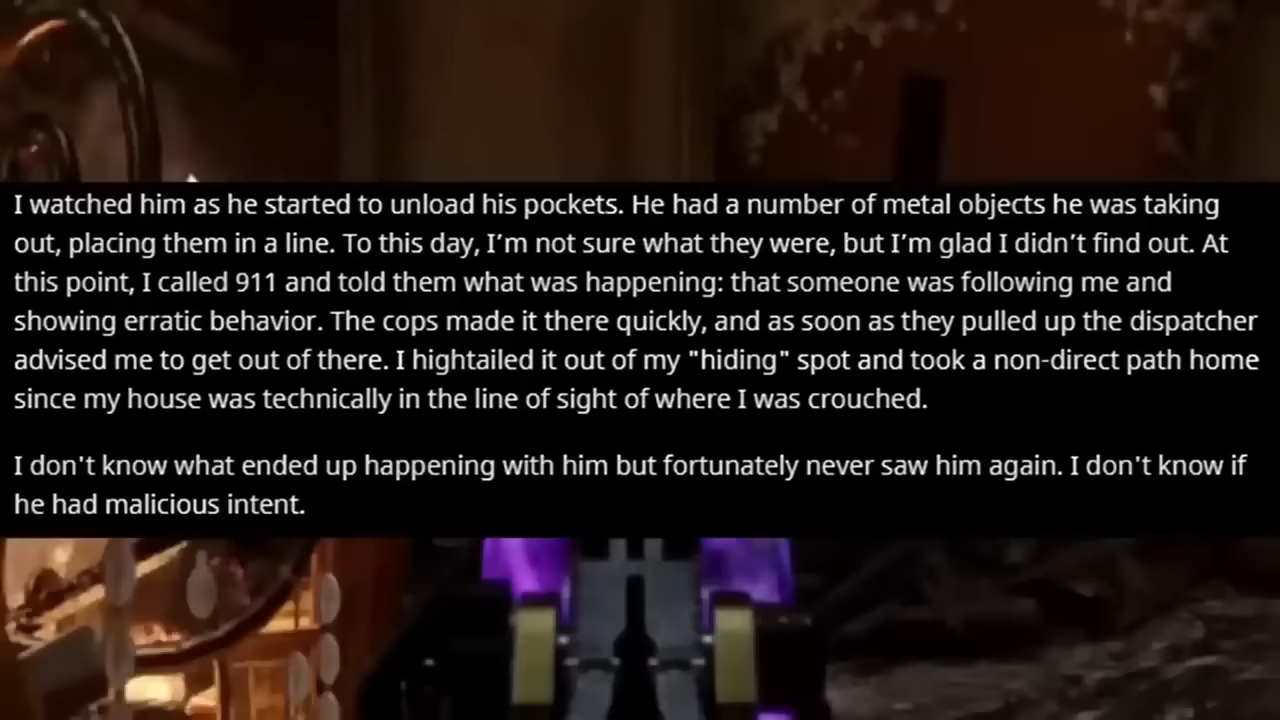 I watched him as he started to unload his pockets. He had a number of metal objects he was taking
out, placing them in a line. To this day, I’m not sure what they were, but I’m glad I didn’t find out. At
this point, I called 911 and told them what was happening: that someone was following me and
showing erratic behavior. The cops made it there quickly, and as soon as they pulled up the dispatcher
advised me to get out of there. I hightailed it out of my "hiding" spot and took a non-direct path home
since my house was technically in the line of sight of where I was crouched.
I don't know what ended up happening with him but fortunately never saw him again. I don't know if
he had malicious intent.